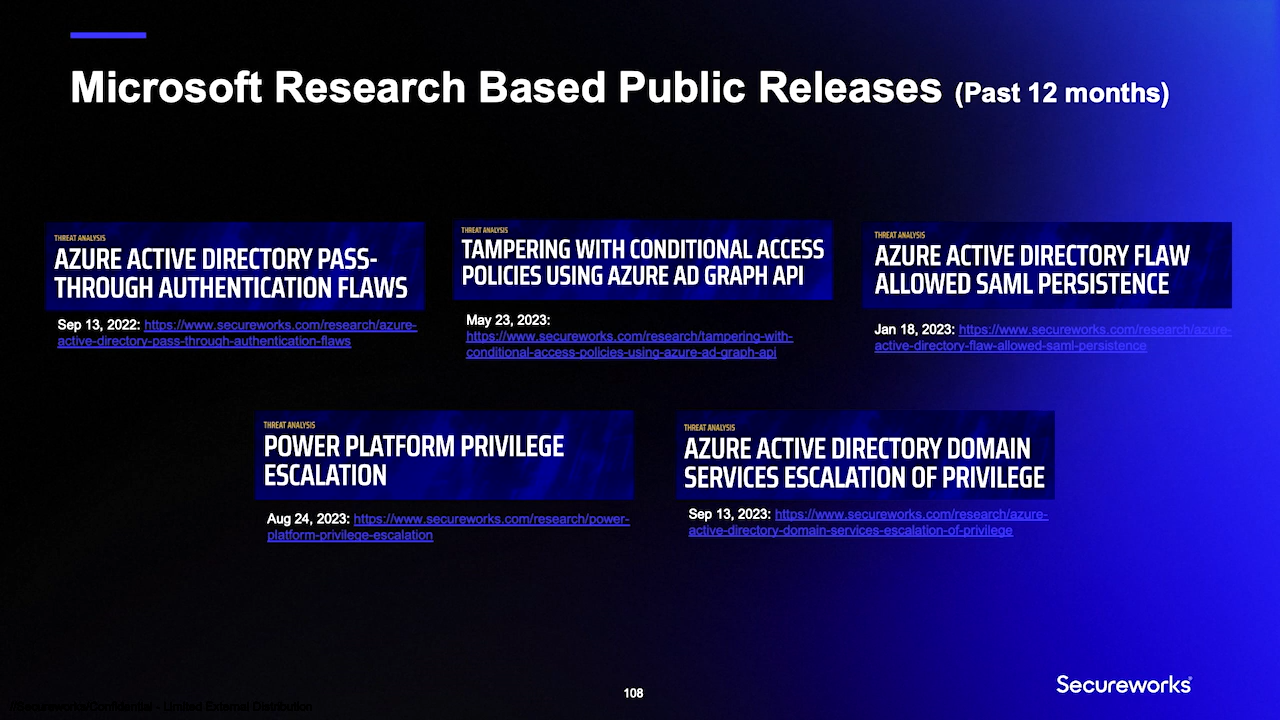 Microsoft Research Based Public Releases (Past 12 months)
THREAT ANALYSIS
AZURE ACTIVE DIRECTORY PASS-
THROUGH AUTHENTICATION FLAWS
Sep 13, 2022: https://www.secureworks.com/research/azure-
active-directory-pass-through-authentication-flaws
THREAT ANALYSIS
TAMPERING WITH CONDITIONAL ACCESS
POLICIES USING AZURE AD GRAPH API
May 23, 2023:
https://www.secureworks.com/research/tampering-with-
conditional-access-policies-using-azure-ad-graph-api
THREAT ANALYSIS
AZURE ACTIVE DIRECTORY FLAW
ALLOWED SAML PERSISTENCE
Jan 18, 2023: https://www.secureworks.com/research/azure-
active-directory-flaw-allowed-saml-persistence
THREAT ANALYSIS
POWER PLATFORM PRIVILEGE
ESCALATION
Aug 24, 2023: https://www.secureworks.com/research/power-
platform-privilege-escalation
THREAT ANALYSIS
AZURE ACTIVE DIRECTORY DOMAIN
SERVICES ESCALATION OF PRIVILEGE
Sep 13, 2023: https://www.secureworks.com/research/azure-
active-directory-domain-services-escalation-of-privilege
108
Secureworks
//Secureworks/Confidential - Limited External Distribution